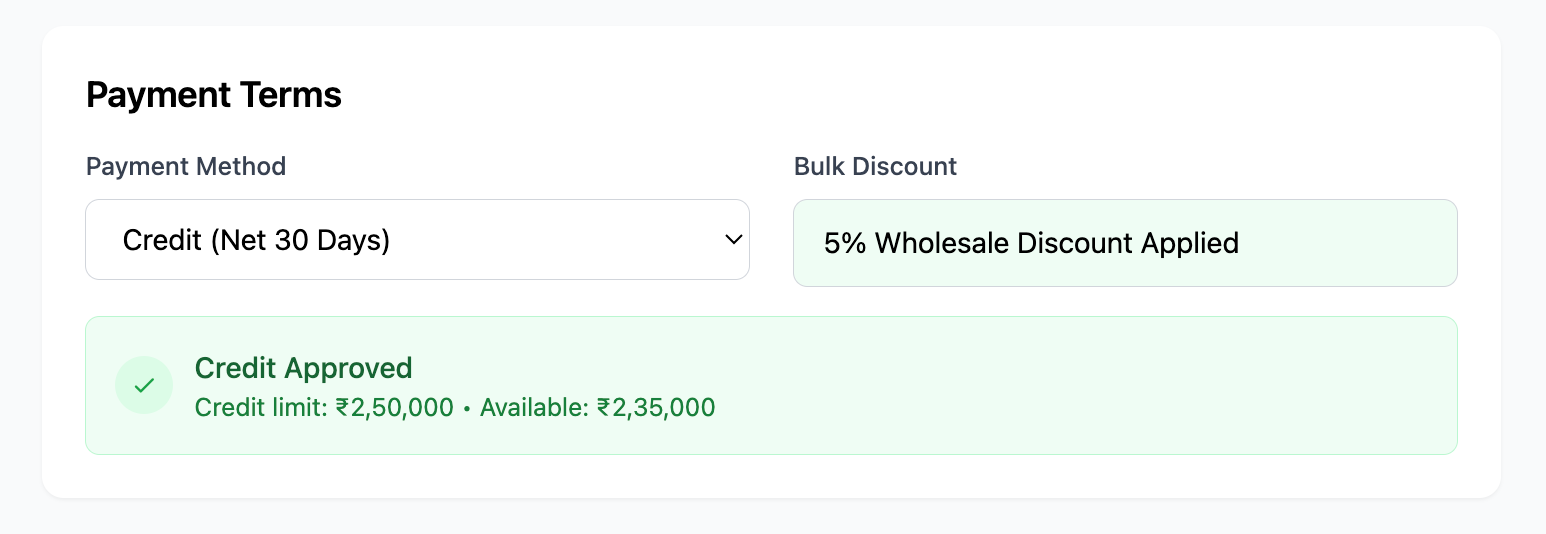 Payment Terms
Payment Method
Bulk Discount
Credit (Net 30 Days)
5% Wholesale Discount Applied
Credit Approved
Credit limit: ₹2,50,000 • Available: ₹2,35,000